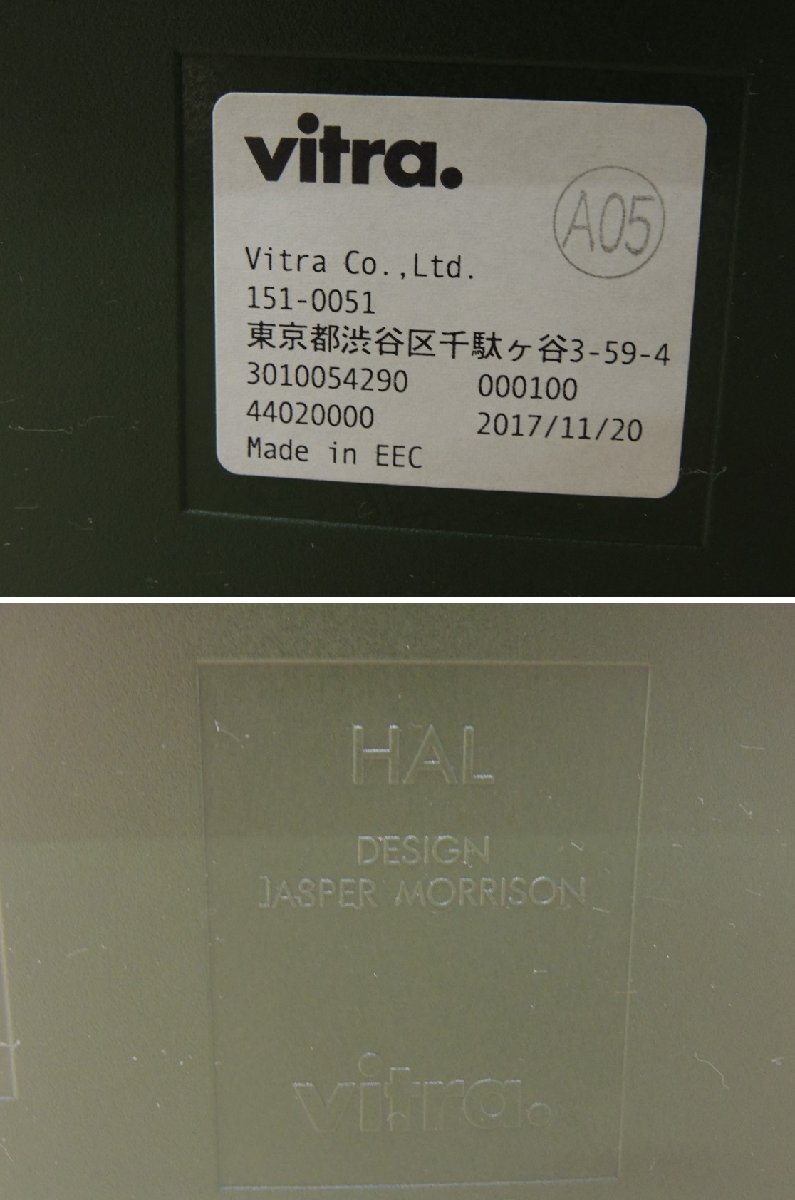 vitra.
A05
Vitra Co.,Ltd.
151-0051
東京都渋谷区千駄ヶ谷3-59-4
3010054290 000100
44020000 2017/11/20
Made in EEC
HAL
DESIGN
JASPER MORRISON
vitra.